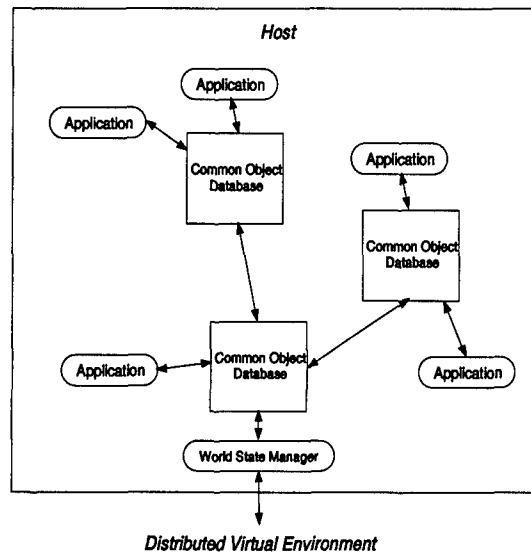 Host
Application
Application
Common Object
Database
Application
Common Object
Database
Common Object
Database
Application
Application
World State Manager
Distributed Virtual Environment